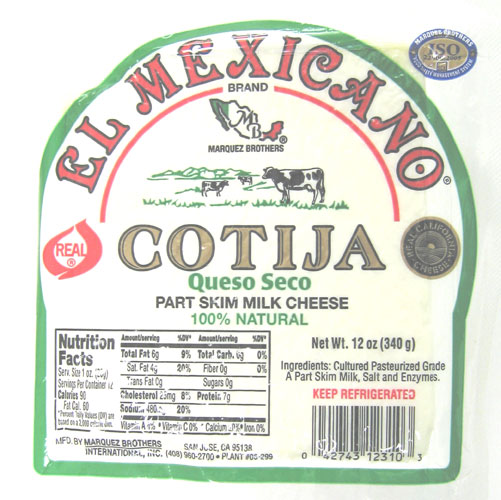 MARQUEZ BROTHERS
ISO
FOOD SAFETY MANAGEMENT SYSTEM
EL MEXICANO®
BRAND
MB
MARQUEZ BROTHERS®
REAL®
COTIJA
REAL CALIFORNIA CHEESE
Queso Seco
PART SKIM MILK CHEESE
100% NATURAL
Nutrition Facts
Serv. Size 1 oz.
Servings Per Container 12
Calories 90
Fat Cal. 60
*Percent Daily Values (DV) are
based on a 2,000 calorie diet.
Amount/serving %DV* Amount/serving %DV*
Total Fat 6g 9% Total Carb. 0g 0%
Sat. Fat 4g 20% Fiber 0g 0%
Trans Fat 0g Sugars 0g
Cholesterol 8% Protein 7g
Sodium 20%
Vitamin A • Vitamin C 0% • Calcium • Iron 0%
Net Wt. 12 oz (340 g)
Ingredients: Cultured Pasteurized Grade
A Part Skim Milk, Salt and Enzymes.
KEEP REFRIGERATED
MFD. BY MARQUEZ BROTHERS SAN JOSE, CA 95138
INTERNATIONAL, INC. (408) 960-2700 • PLANT #06-299
0 42743 12310 3